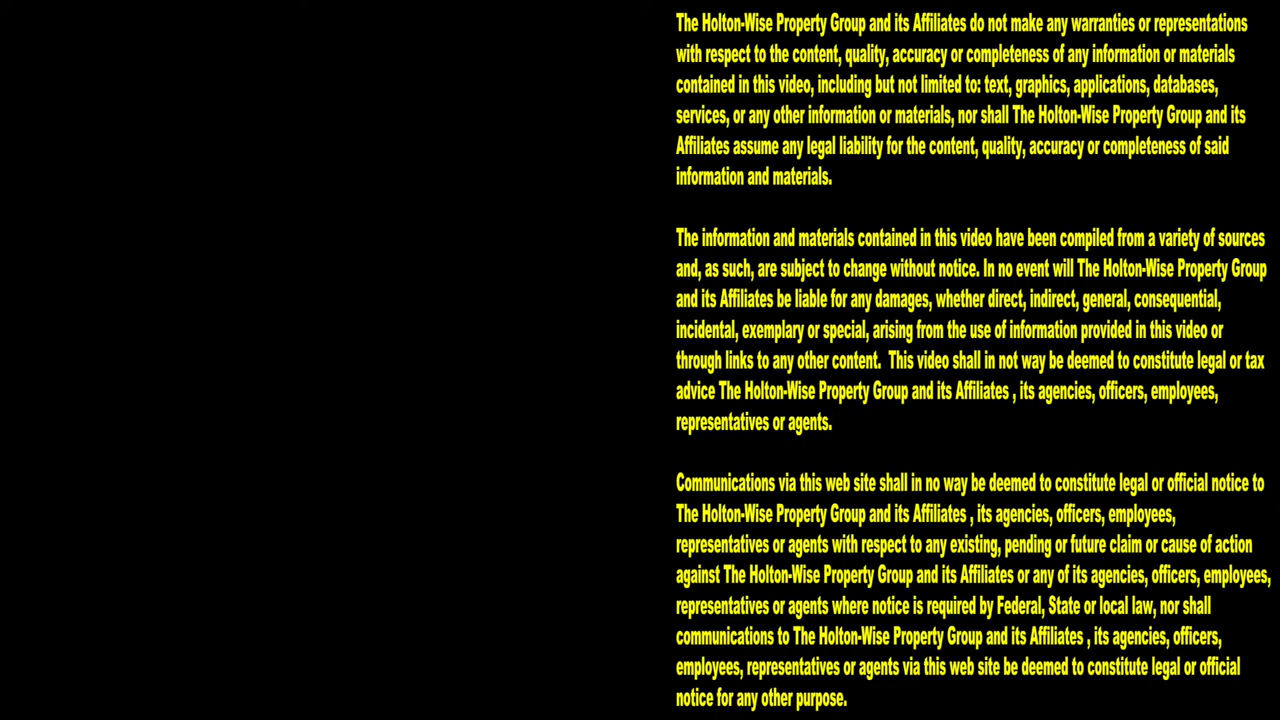 The Holton-Wise Property Group and its Affiliates do not make any warranties or representations
with respect to the content, quality, accuracy or completeness of any information or materials
contained in this video, including but not limited to: text, graphics, applications, databases,
services, or any other information or materials, nor shall The Holton-Wise Property Group and its
Affiliates assume any legal liability for the content, quality, accuracy or completeness of said
information and materials.
The information and materials contained in this video have been compiled from a variety of sources
and, as such, are subject to change without notice. In no event will The Holton-Wise Property Group
and its Affiliates be liable for any damages, whether direct, indirect, general, consequential,
incidental, exemplary or special, arising from the use of information provided in this video or
through links to any other content.  This video shall in not way be deemed to constitute legal or tax
advice The Holton-Wise Property Group and its Affiliates , its agencies, officers, employees,
representatives or agents.
Communications via this web site shall in no way be deemed to constitute legal or official notice to
The Holton-Wise Property Group and its Affiliates , its agencies, officers, employees,
representatives or agents with respect to any existing, pending or future claim or cause of action
against The Holton-Wise Property Group and its Affiliates or any of its agencies, officers, employees,
representatives or agents where notice is required by Federal, State or local law, nor shall
communications to The Holton-Wise Property Group and its Affiliates , its agencies, officers,
employees, representatives or agents via this web site be deemed to constitute legal or official
notice for any other purpose.